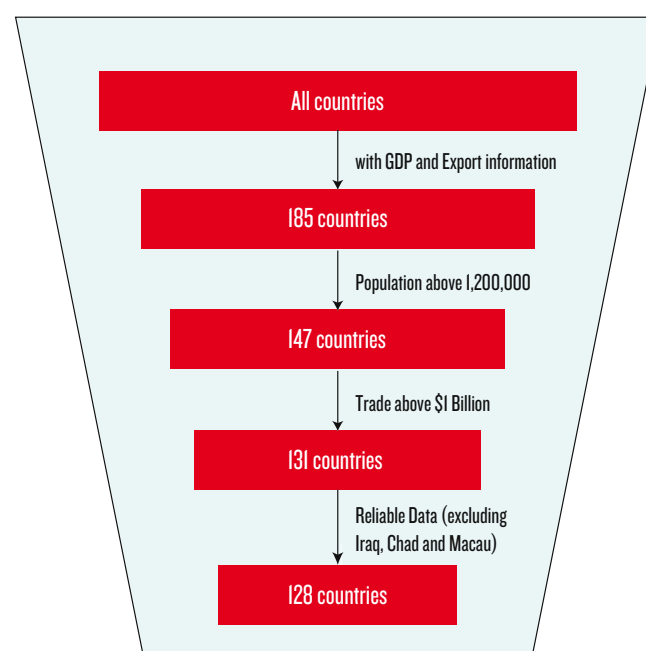 All countries
with GDP and Export information
185 countries
Population above 1,200,000
147 countries
Trade above $1 Billion
131 countries
Reliable Data (excluding
Iraq, Chad and Macau)
128 countries